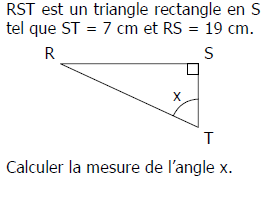 RST est un triangle rectangle en S
tel que ST = 7 cm et RS = 19 cm.
R S
x
T
Calculer la mesure de l'angle x.